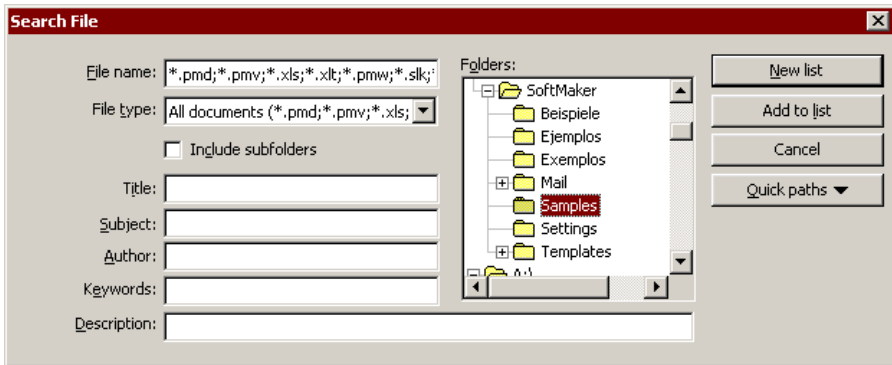 Search File
File name:
*.pmd;*.pmv;*.xls;*.xlt;*.pmw;*.slk;
File type:
All documents (*.pmd;*.pmv;*.xls;
Include subfolders
Title:
Subject:
Author:
Keywords:
Description:
Folders:
SoftMaker
Beispiele
Ejemplos
Exemplos
Mail
Samples
Settings
Templates
A:\
New list
Add to list
Cancel
Quick paths